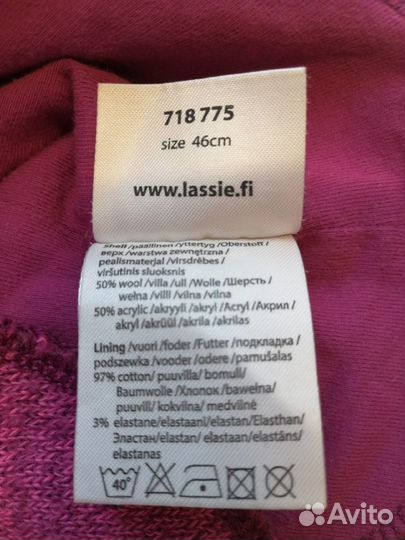 718 775
size 46cm
www.lassie.fi
Shell/päällinen/yttertyg/Oberstoff/
верх/warstwa zewnętrzna/
pealismaterjal/virsdrēbes/
viršutinis sluoksnis
50% wool/villa/ull/Wolle/Шерсть/
wełna/villi/vilna/vilna
50% acrylic/akryyli/akryl/Acryl/Акрил/
akryl/akrüül/akrila/akrilas
Lining/vuori/foder/Futter/подкладка/
podszewka/vooder/odere/pamušalas
97% cotton/puuvilla/bomull/
Baumwolle/Хлопок/bawełna/
puuvill/kokvilna/medvilnė
3% elastane/elastaani/elastan/Elasthan/
Эластан/elastan/elastaan/elastāns/
elastanas
40°
Avito